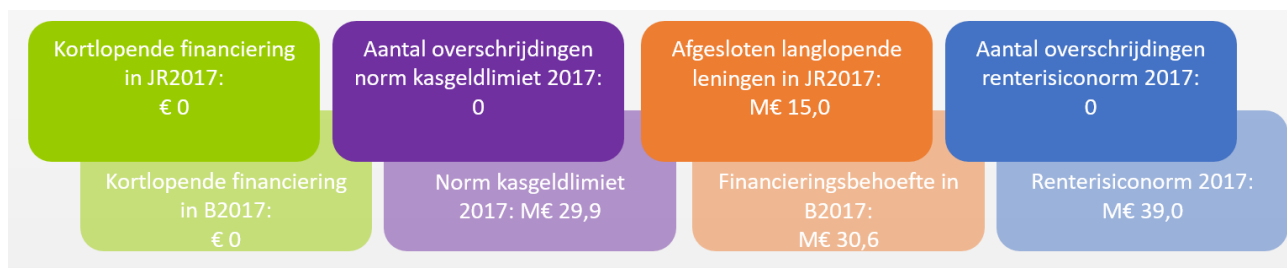 Kortlopende financiering
in JR2017:
€ 0
Aantal overschrijdingen
norm kasgeldlimiet 2017:
0
Afgesloten langlopende
leningen in JR2017:
M€ 15,0
Aantal overschrijdingen
renterisiconorm 2017:
0
Kortlopende financiering
in B2017:
€ 0
Norm kasgeldlimiet
2017: M€ 29,9
Financieringsbehoefte in
B2017:
M€ 30,6
Renterisiconorm 2017:
M€ 39,0